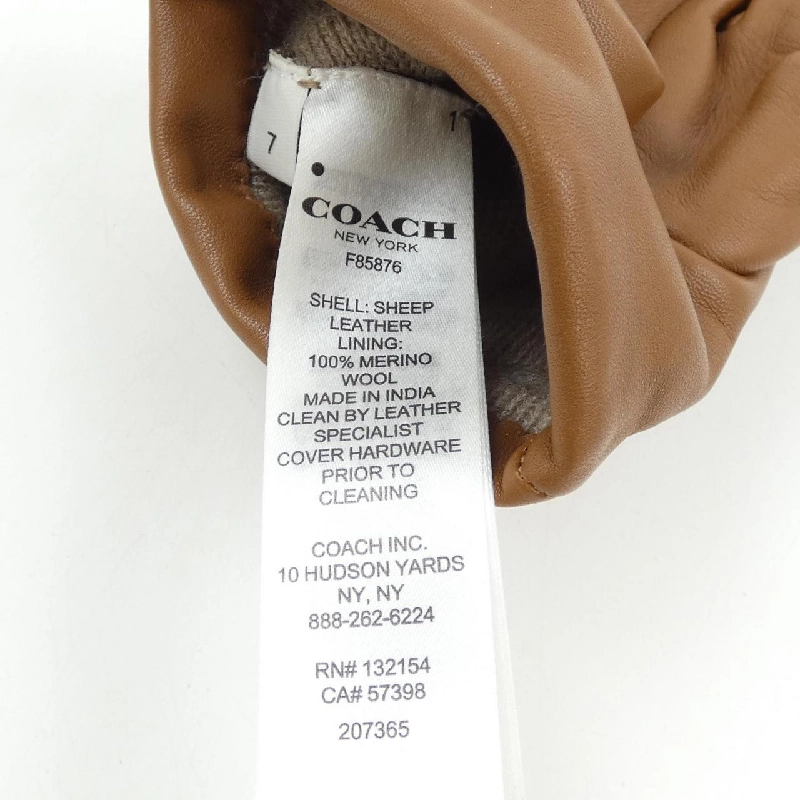 7
1
COACH
NEW YORK
F85876
SHELL: SHEEP
LEATHER
LINING:
100% MERINO
WOOL
MADE IN INDIA
CLEAN BY LEATHER
SPECIALIST
COVER HARDWARE
PRIOR TO
CLEANING
COACH INC.
10 HUDSON YARDS
NY, NY
888-262-6224
RN# 132154
CA# 57398
207365